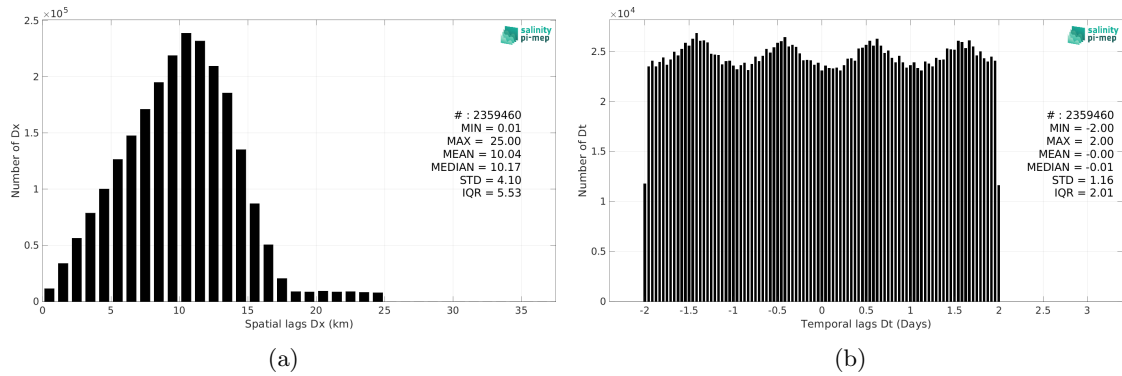 ×10⁵
2.5
2
1.5
1
0.5
0
0 5 10 15 20 25 30 35
Number of Dx
Spatial lags Dx (km)
salinity
pi-mep
# : 2359460
MIN = 0.01
MAX = 25.00
MEAN = 10.04
MEDIAN = 10.17
STD = 4.10
IQR = 5.53
(a)
×10⁴
2.5
2
1.5
1
0.5
0
-2 -1.5 -1 -0.5 0 0.5 1 1.5 2 2.5 3
Number of Dt
Temporal lags Dt (Days)
salinity
pi-mep
# : 2359460
MIN = -2.00
MAX = 2.00
MEAN = -0.00
MEDIAN = -0.01
STD = 1.16
IQR = 2.01
(b)